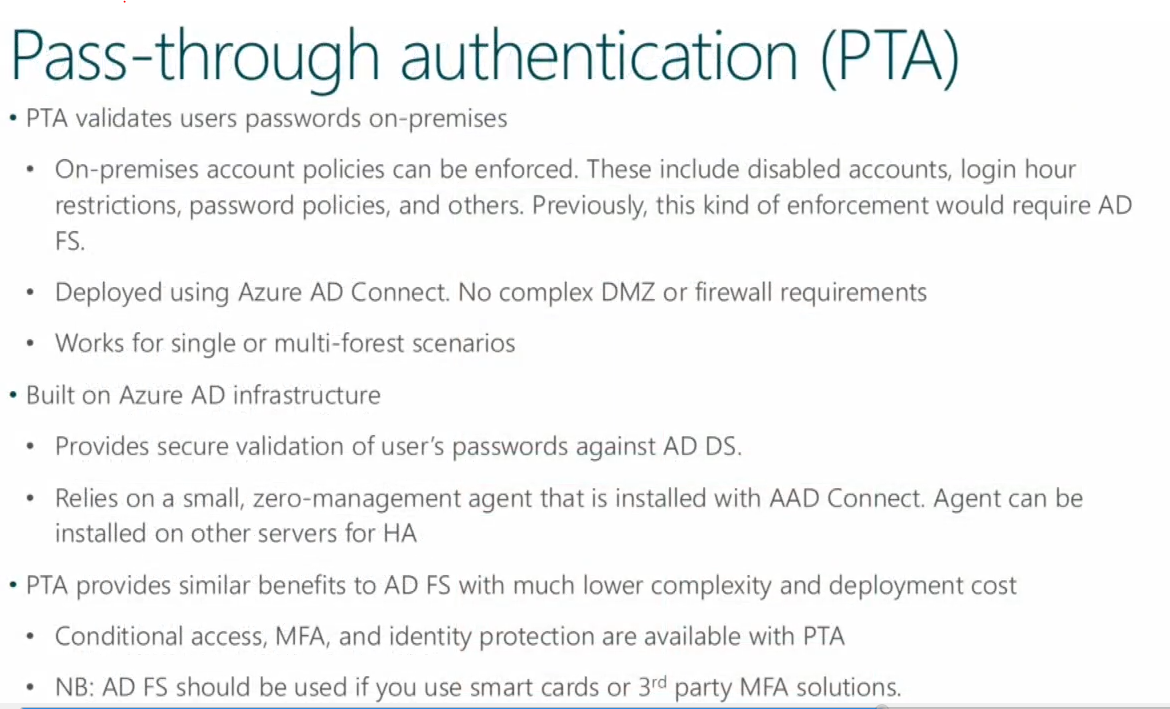 Pass-through authentication (PTA)
• PTA validates users passwords on-premises
• On-premises account policies can be enforced. These include disabled accounts, login hour
restrictions, password policies, and others. Previously, this kind of enforcement would require AD
FS.
• Deployed using Azure AD Connect. No complex DMZ or firewall requirements
• Works for single or multi-forest scenarios
• Built on Azure AD infrastructure
• Provides secure validation of user’s passwords against AD DS.
• Relies on a small, zero-management agent that is installed with AAD Connect. Agent can be
installed on other servers for HA
• PTA provides similar benefits to AD FS with much lower complexity and deployment cost
• Conditional access, MFA, and identity protection are available with PTA
• NB: AD FS should be used if you use smart cards or 3rd party MFA solutions.